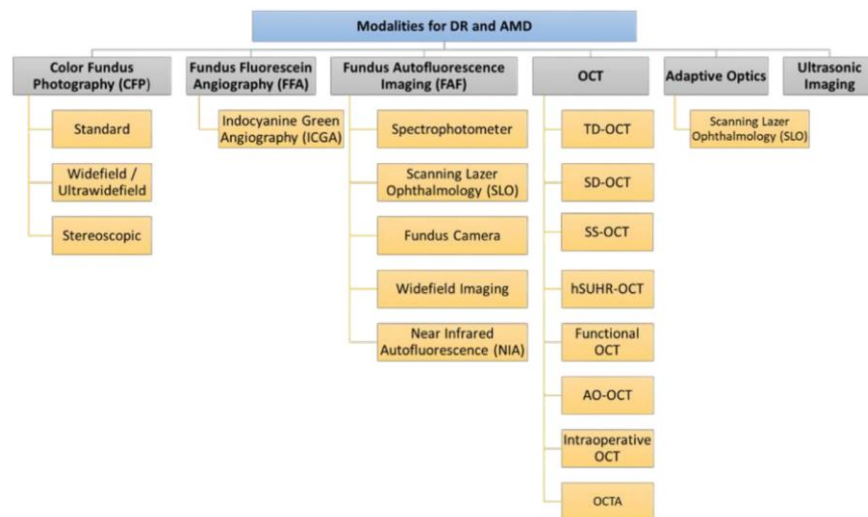 Modalities for DR and AMD
Color Fundus
Photography (CFP)
Fundus Fluorescein
Angiography (FFA)
Fundus Autofluorescence
Imaging (FAF)
OCT
Adaptive Optics
Ultrasonic
Imaging
Standard
Widefield /
Ultrawidefield
Stereoscopic
Indocyanine Green
Angiography (ICGA)
Spectrophotometer
Scanning Lazer
Ophthalmology (SLO)
Fundus Camera
Widefield Imaging
Near Infrared
Autofluorescence (NIA)
TD-OCT
SD-OCT
SS-OCT
hSUHR-OCT
Functional
OCT
AO-OCT
Intraoperative
OCT
OCTA
Scanning Lazer
Ophthalmology (SLO)